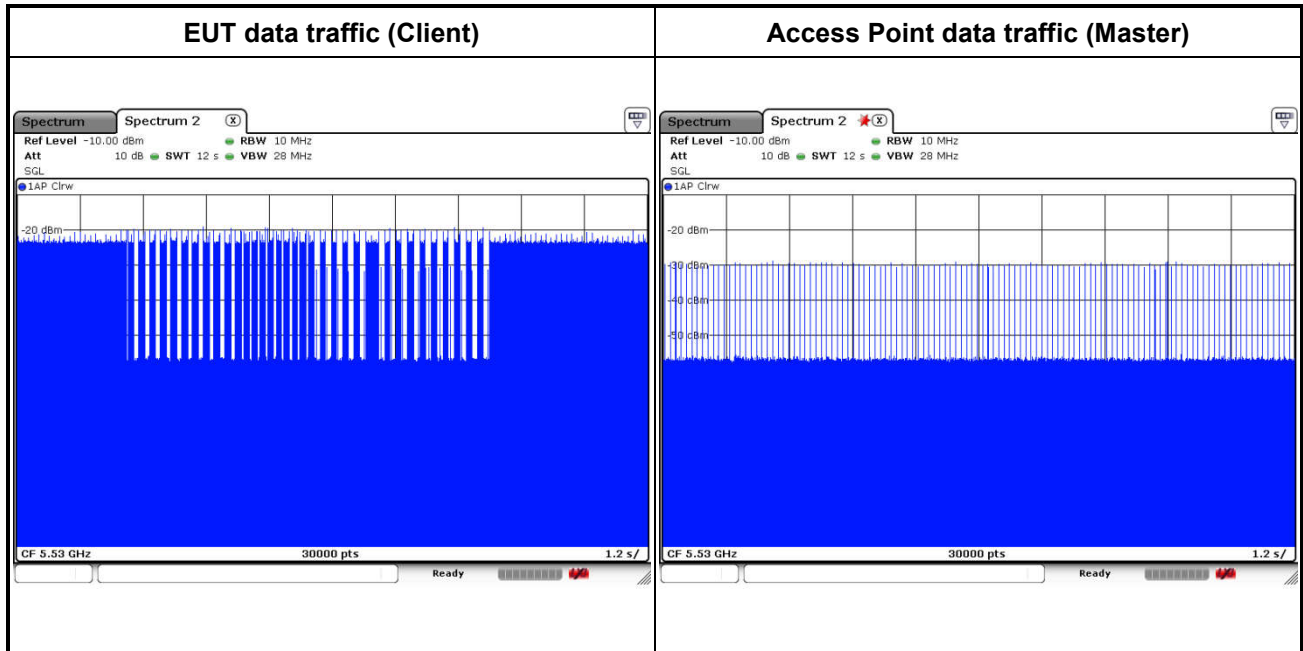 EUT data traffic (Client)
Access Point data traffic (Master)
Spectrum Spectrum 2 X
Ref Level -10.00 dBm RBW 10 MHz
Att 10 dB SWT 12 s VBW 28 MHz
SGL
1AP Clrw
-20 dBm
CF 5.53 GHz 30000 pts 1.2 s/
Ready
Spectrum Spectrum 2 X
Ref Level -10.00 dBm RBW 10 MHz
Att 10 dB SWT 12 s VBW 28 MHz
SGL
1AP Clrw
-20 dBm
-30 dBm
-40 dBm
-50 dBm
CF 5.53 GHz 30000 pts 1.2 s/
Ready